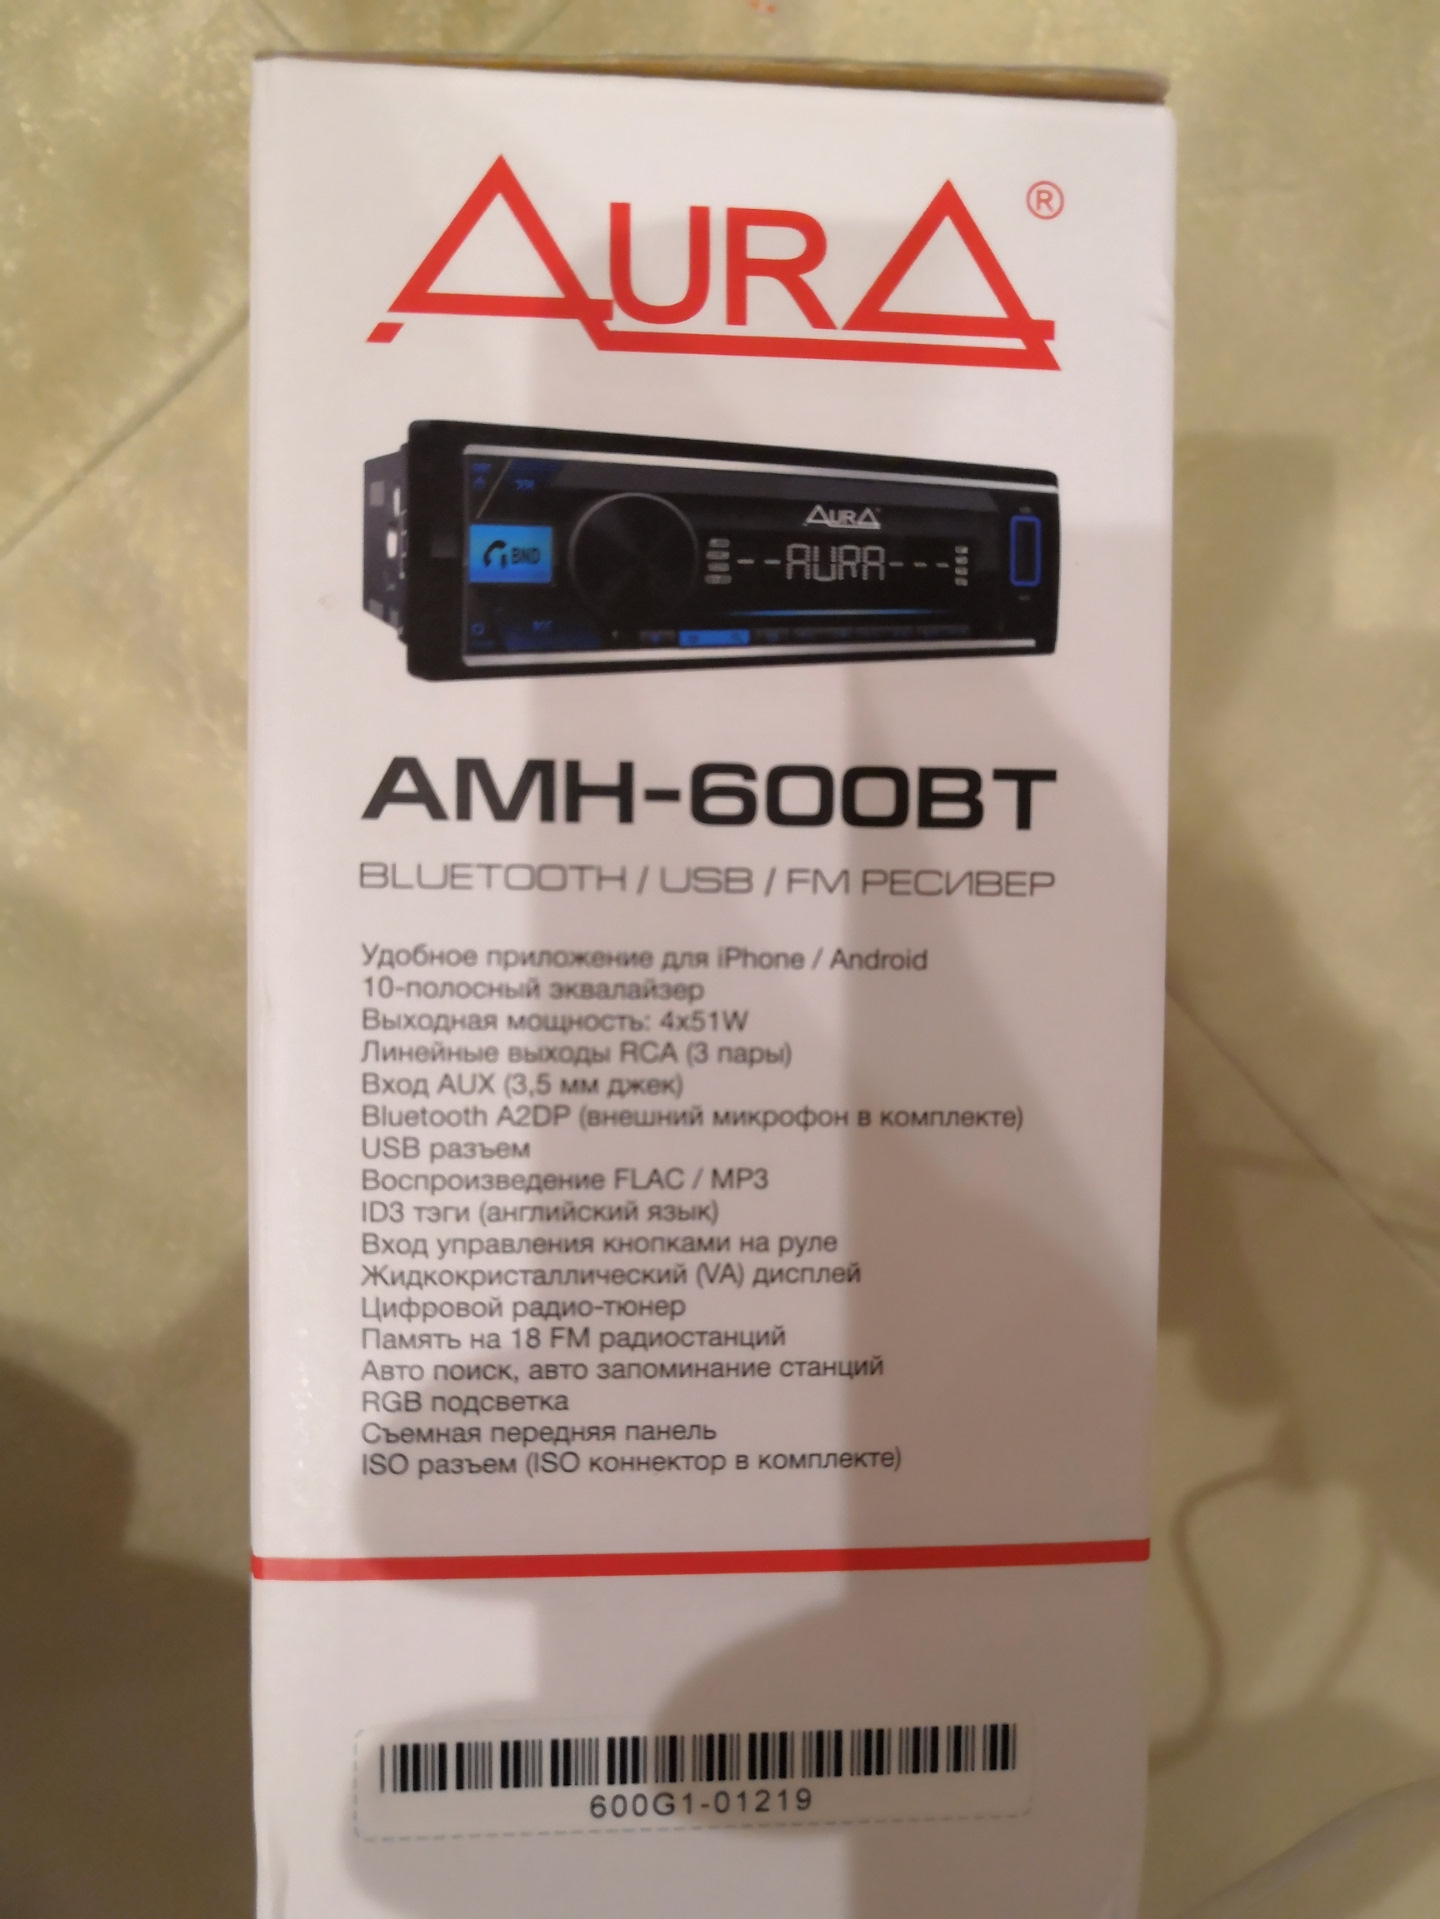 AURA®
BND
AURA
--AURA---
AMH-600BT
BLUETOOTH / USB / FM РЕСИВЕР
Удобное приложение для iPhone / Android
10-полосный эквалайзер
Выходная мощность: 4x51W
Линейные выходы RCA (3 пары)
Вход AUX (3,5 мм джек)
Bluetooth A2DP (внешний микрофон в комплекте)
USB разъем
Воспроизведение FLAC / MP3
ID3 тэги (английский язык)
Вход управления кнопками на руле
Жидкокристаллический (VA) дисплей
Цифровой радио-тюнер
Память на 18 FM радиостанций
Авто поиск, авто запоминание станций
RGB подсветка
Съемная передняя панель
ISO разъем (ISO коннектор в комплекте)
600G1-01219